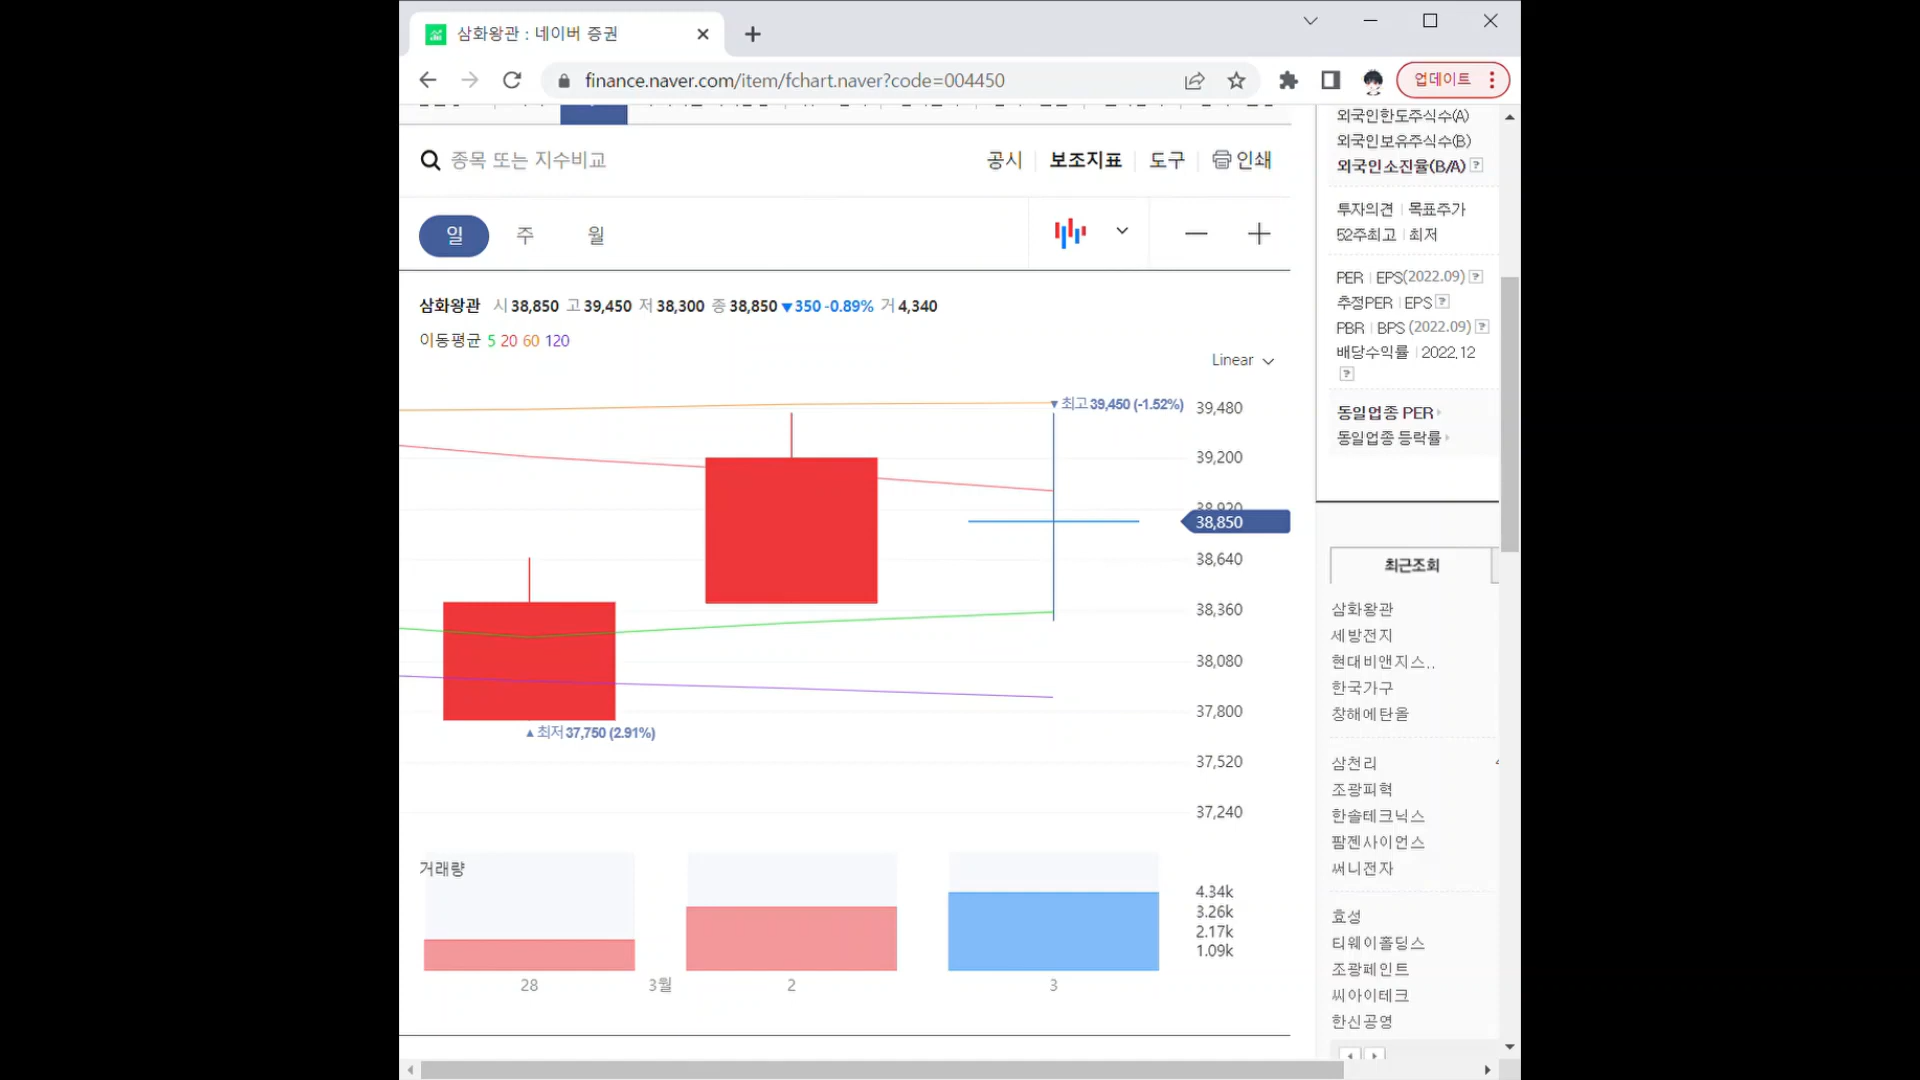 삼화왕관 : 네이버 증권
finance.naver.com/item/fchart.naver?code=004450
업데이트
종목 또는 지수비교
공시
보조지표
도구
인쇄
일
주
월
삼화왕관 시 38,850 고 39,450 저 38,300 종 38,850 ▼350 -0.89% 거 4,340
이동평균 5 20 60 120
Linear
▼최고 39,450 (-1.52%)
39,480
39,200
38,920
38,850
38,640
38,360
38,080
37,800
▲최저 37,750 (2.91%)
37,520
37,240
거래량
4.34k
3.26k
2.17k
1.09k
28
3월
2
3
외국인한도주식수(A)
외국인보유주식수(B)
외국인소진율(B/A) ?
투자의견 | 목표주가
52주최고 | 최저
PER | EPS(2022.09) ?
추정PER | EPS ?
PBR | BPS (2022.09) ?
배당수익률 | 2022.12
?
동일업종 PER
동일업종 등락률
최근조회
삼화왕관
세방전지
현대비앤지스..
한국가구
창해에탄올
삼천리
조광피혁
한솔테크닉스
팜젠사이언스
써니전자
효성
티웨이홀딩스
조광페인트
씨아이테크
한신공영